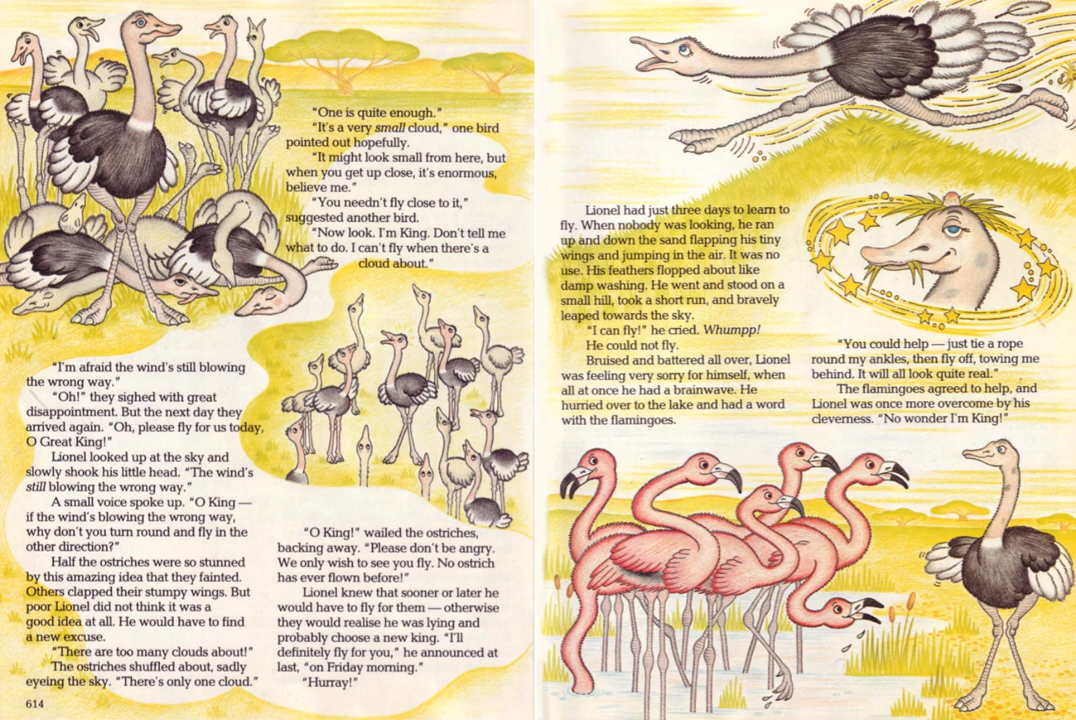 "I'm afraid the wind's still blowing
the wrong way."
"Oh!" they sighed with great
disappointment. But the next day they
arrived again. "Oh, please fly for us today,
O Great King!"
Lionel looked up at the sky and
slowly shook his little head. "The wind's
still blowing the wrong way."
A small voice spoke up. "O King —
if the wind's blowing the wrong way,
why don't you turn round and fly in the
other direction?"
Half the ostriches were so stunned
by this amazing idea that they fainted.
Others clapped their stumpy wings. But
poor Lionel did not think it was a
good idea at all. He would have to find
a new excuse.
"There are too many clouds about!"
The ostriches shuffled about, sadly
eyeing the sky. "There's only one cloud."
"One is quite enough."
"It's a very small cloud," one bird
pointed out hopefully.
"It might look small from here, but
when you get up close, it's enormous,
believe me."
"You needn't fly close to it,"
suggested another bird.
"Now look. I'm King. Don't tell me
what to do. I can't fly when there's a
cloud about."
"O King!" wailed the ostriches,
backing away. "Please don't be angry.
We only wish to see you fly. No ostrich
has ever flown before!"
Lionel knew that sooner or later he
would have to fly for them — otherwise
they would realise he was lying and
probably choose a new king. "I'll
definitely fly for you," he announced at
last, "on Friday morning."
"Hurray!"
614
Lionel had just three days to learn to
fly. When nobody was looking, he ran
up and down the sand flapping his tiny
wings and jumping in the air. It was no
use. His feathers flopped about like
damp washing. He went and stood on a
small hill, took a short run, and bravely
leaped towards the sky.
"I can fly!" he cried. Whumpp!
He could not fly.
Bruised and battered all over, Lionel
was feeling very sorry for himself, when
all at once he had a brainwave. He
hurried over to the lake and had a word
with the flamingoes.
"You could help — just tie a rope
round my ankles, then fly off, towing me
behind. It will all look quite real."
The flamingoes agreed to help, and
Lionel was once more overcome by his
cleverness. "No wonder I'm King!"